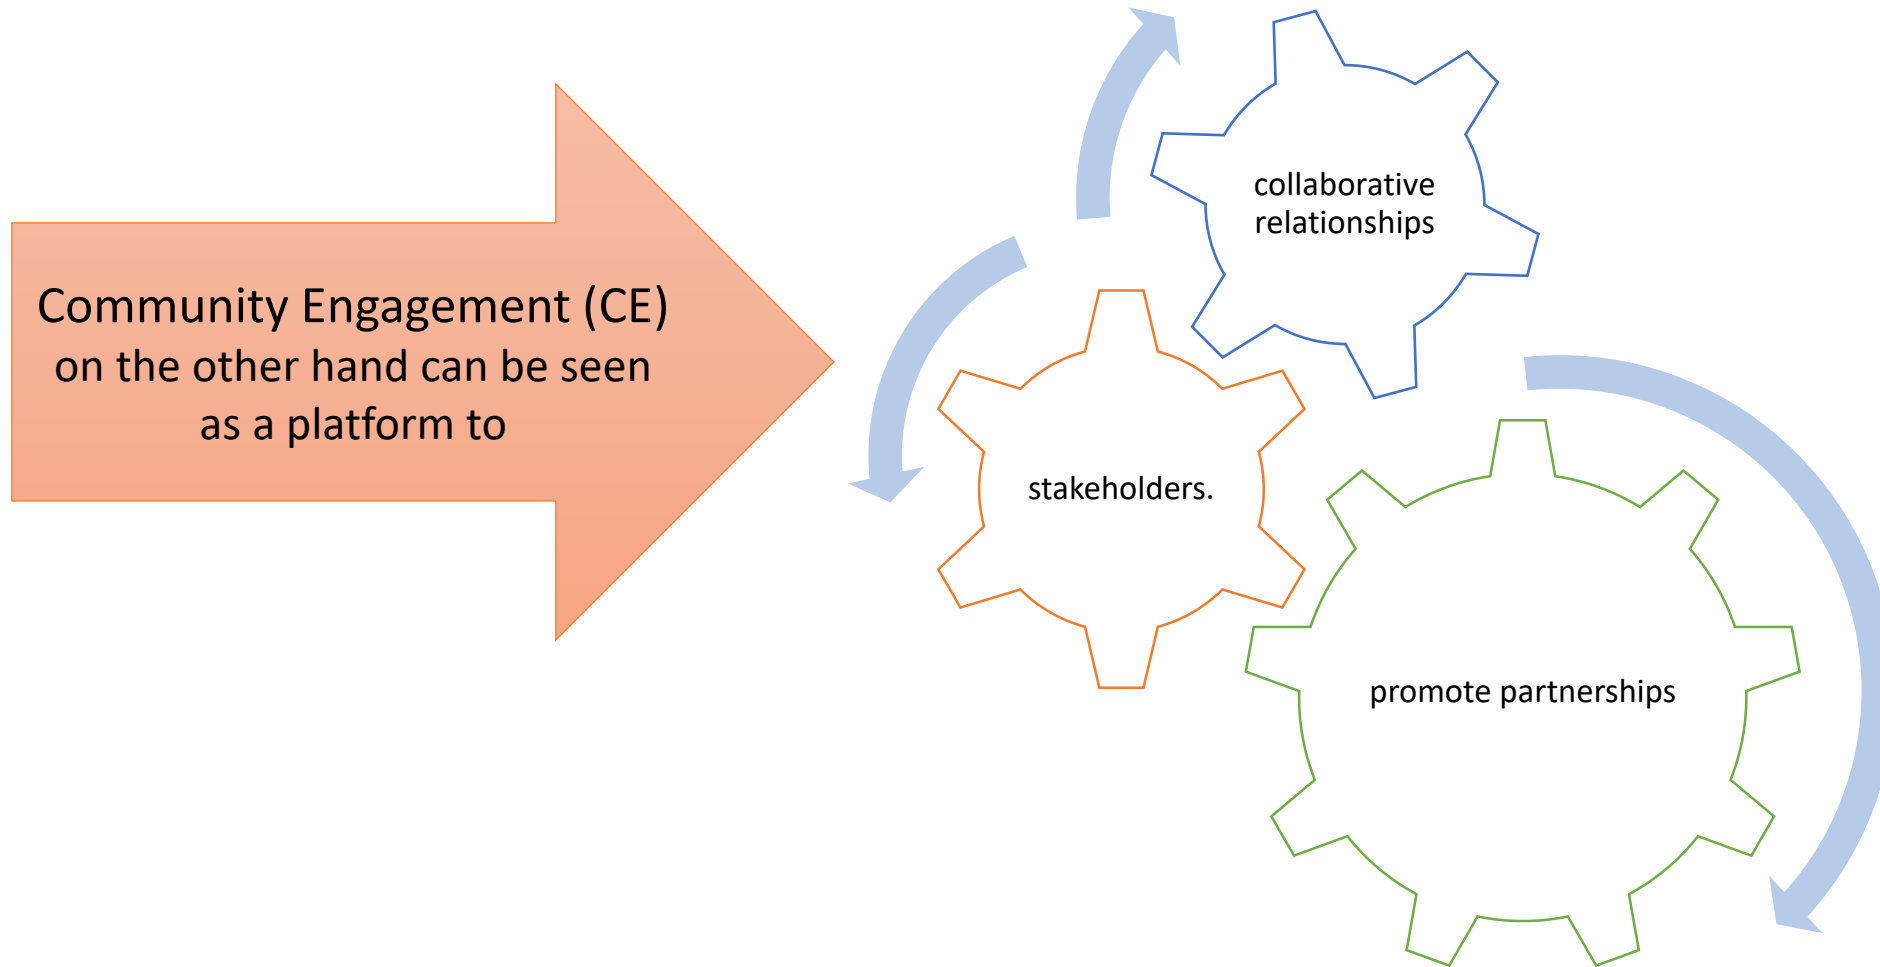 Community Engagement (CE)
on the other hand can be seen
as a platform to
collaborative
relationships
stakeholders.
promote partnerships